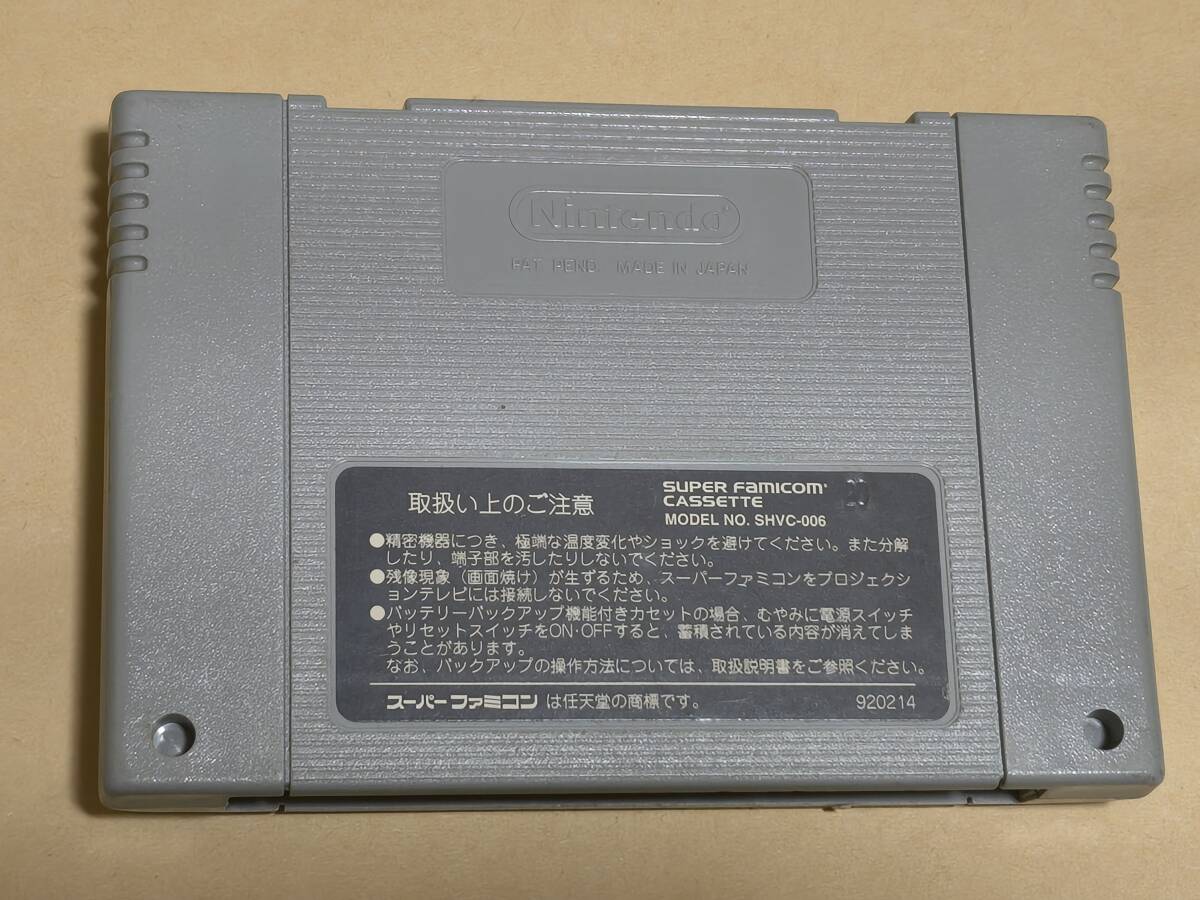 Nintendo®
PAT. PEND. MADE IN JAPAN
取扱い上のご注意
SUPER FAMICOM®
CASSETTE
MODEL NO. SHVC-006
20
●精密機器につき、極端な温度変化やショックを避けてください。また分解
したり、端子部を汚したりしないでください。
●残像現象（画面焼け）が生ずるため、スーパーファミコンをプロジェクシ
ョンテレビには接続しないでください。
●バッテリーバックアップ機能付きカセットの場合、むやみに電源スイッチ
やリセットスイッチをON・OFFすると、蓄積されている内容が消えてしま
うことがあります。
なお、バックアップの操作方法については、取扱説明書をご参照ください。
スーパーファミコン は任天堂の商標です。
920214